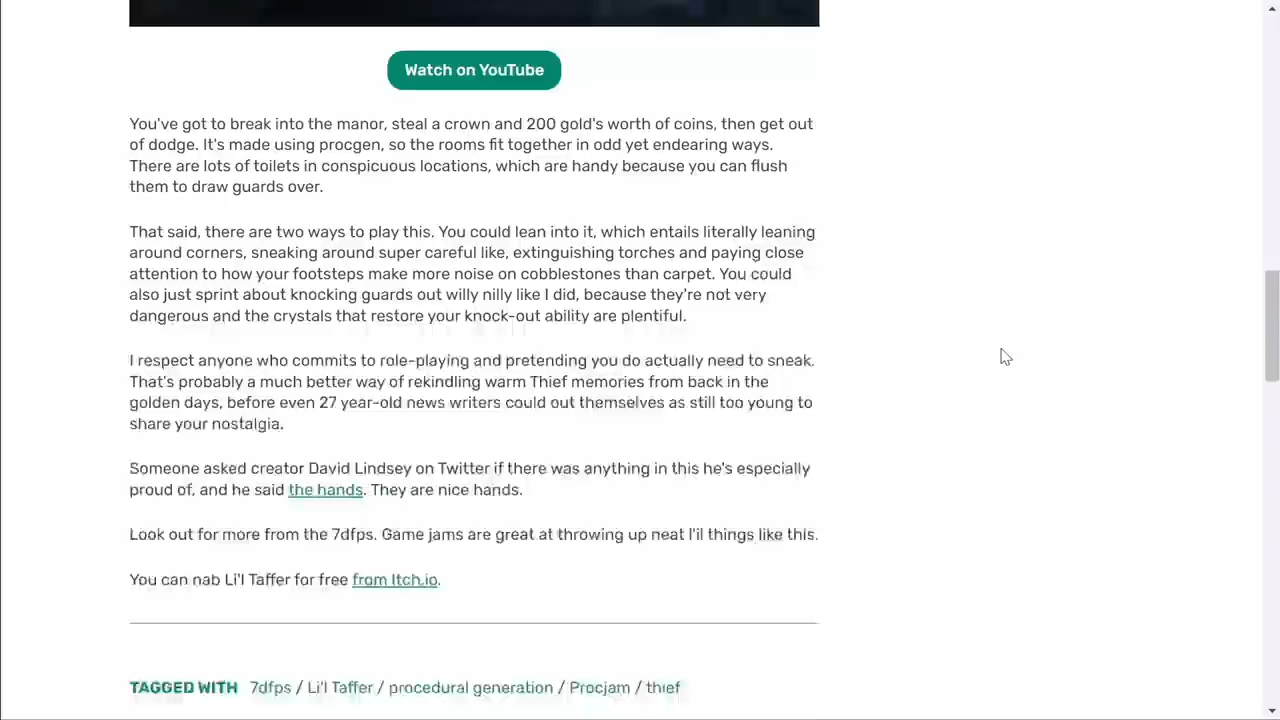 Watch on YouTube
You've got to break into the manor, steal a crown and 200 gold's worth of coins, then get out
of dodge. It's made using procgen, so the rooms fit together in odd yet endearing ways.
There are lots of toilets in conspicuous locations, which are handy because you can flush
them to draw guards over.
That said, there are two ways to play this. You could lean into it, which entails literally leaning
around corners, sneaking around super careful like, extinguishing torches and paying close
attention to how your footsteps make more noise on cobblestones than carpet. You could
also just sprint about knocking guards out willy nilly like I did, because they're not very
dangerous and the crystals that restore your knock-out ability are plentiful.
I respect anyone who commits to role-playing and pretending you do actually need to sneak.
That's probably a much better way of rekindling warm Thief memories from back in the
golden days, before even 27 year-old news writers could out themselves as still too young to
share your nostalgia.
Someone asked creator David Lindsey on Twitter if there was anything in this he's especially
proud of, and he said the hands. They are nice hands.
Look out for more from the 7dfps. Game jams are great at throwing up neat l'il things like this.
You can nab Li'l Taffer for free from Itch.io.
TAGGED WITH 7dfps / Li'l Taffer / procedural generation / Procjam / thief